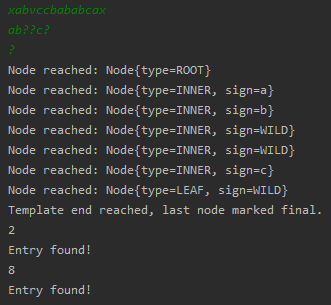 xabvccbababcax
ab??c?
?
Node reached: Node{type=ROOT}
Node reached: Node{type=INNER, sign=a}
Node reached: Node{type=INNER, sign=b}
Node reached: Node{type=INNER, sign=WILD}
Node reached: Node{type=INNER, sign=WILD}
Node reached: Node{type=INNER, sign=c}
Node reached: Node{type=LEAF, sign=WILD}
Template end reached, last node marked final.
2
Entry found!
8
Entry found!